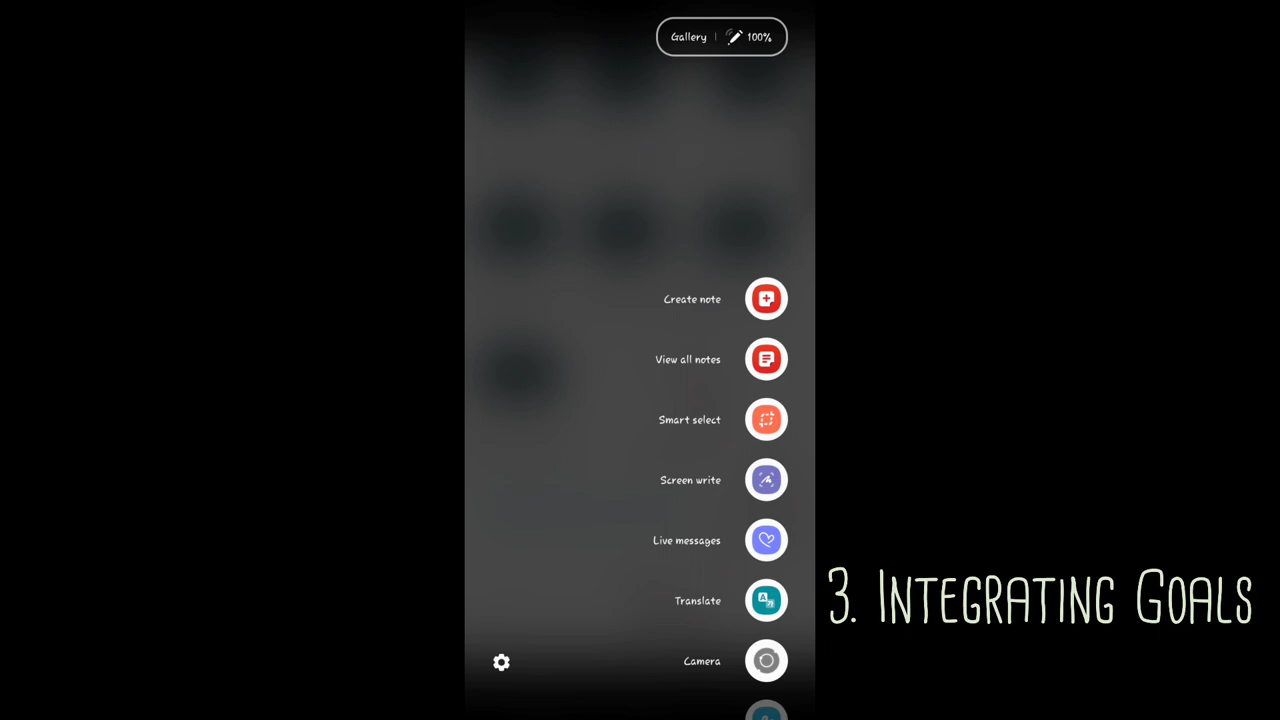 Gallery | 100%
Create note
View all notes
Smart select
Screen write
Live messages
Translate
3. Integrating Goals
Camera